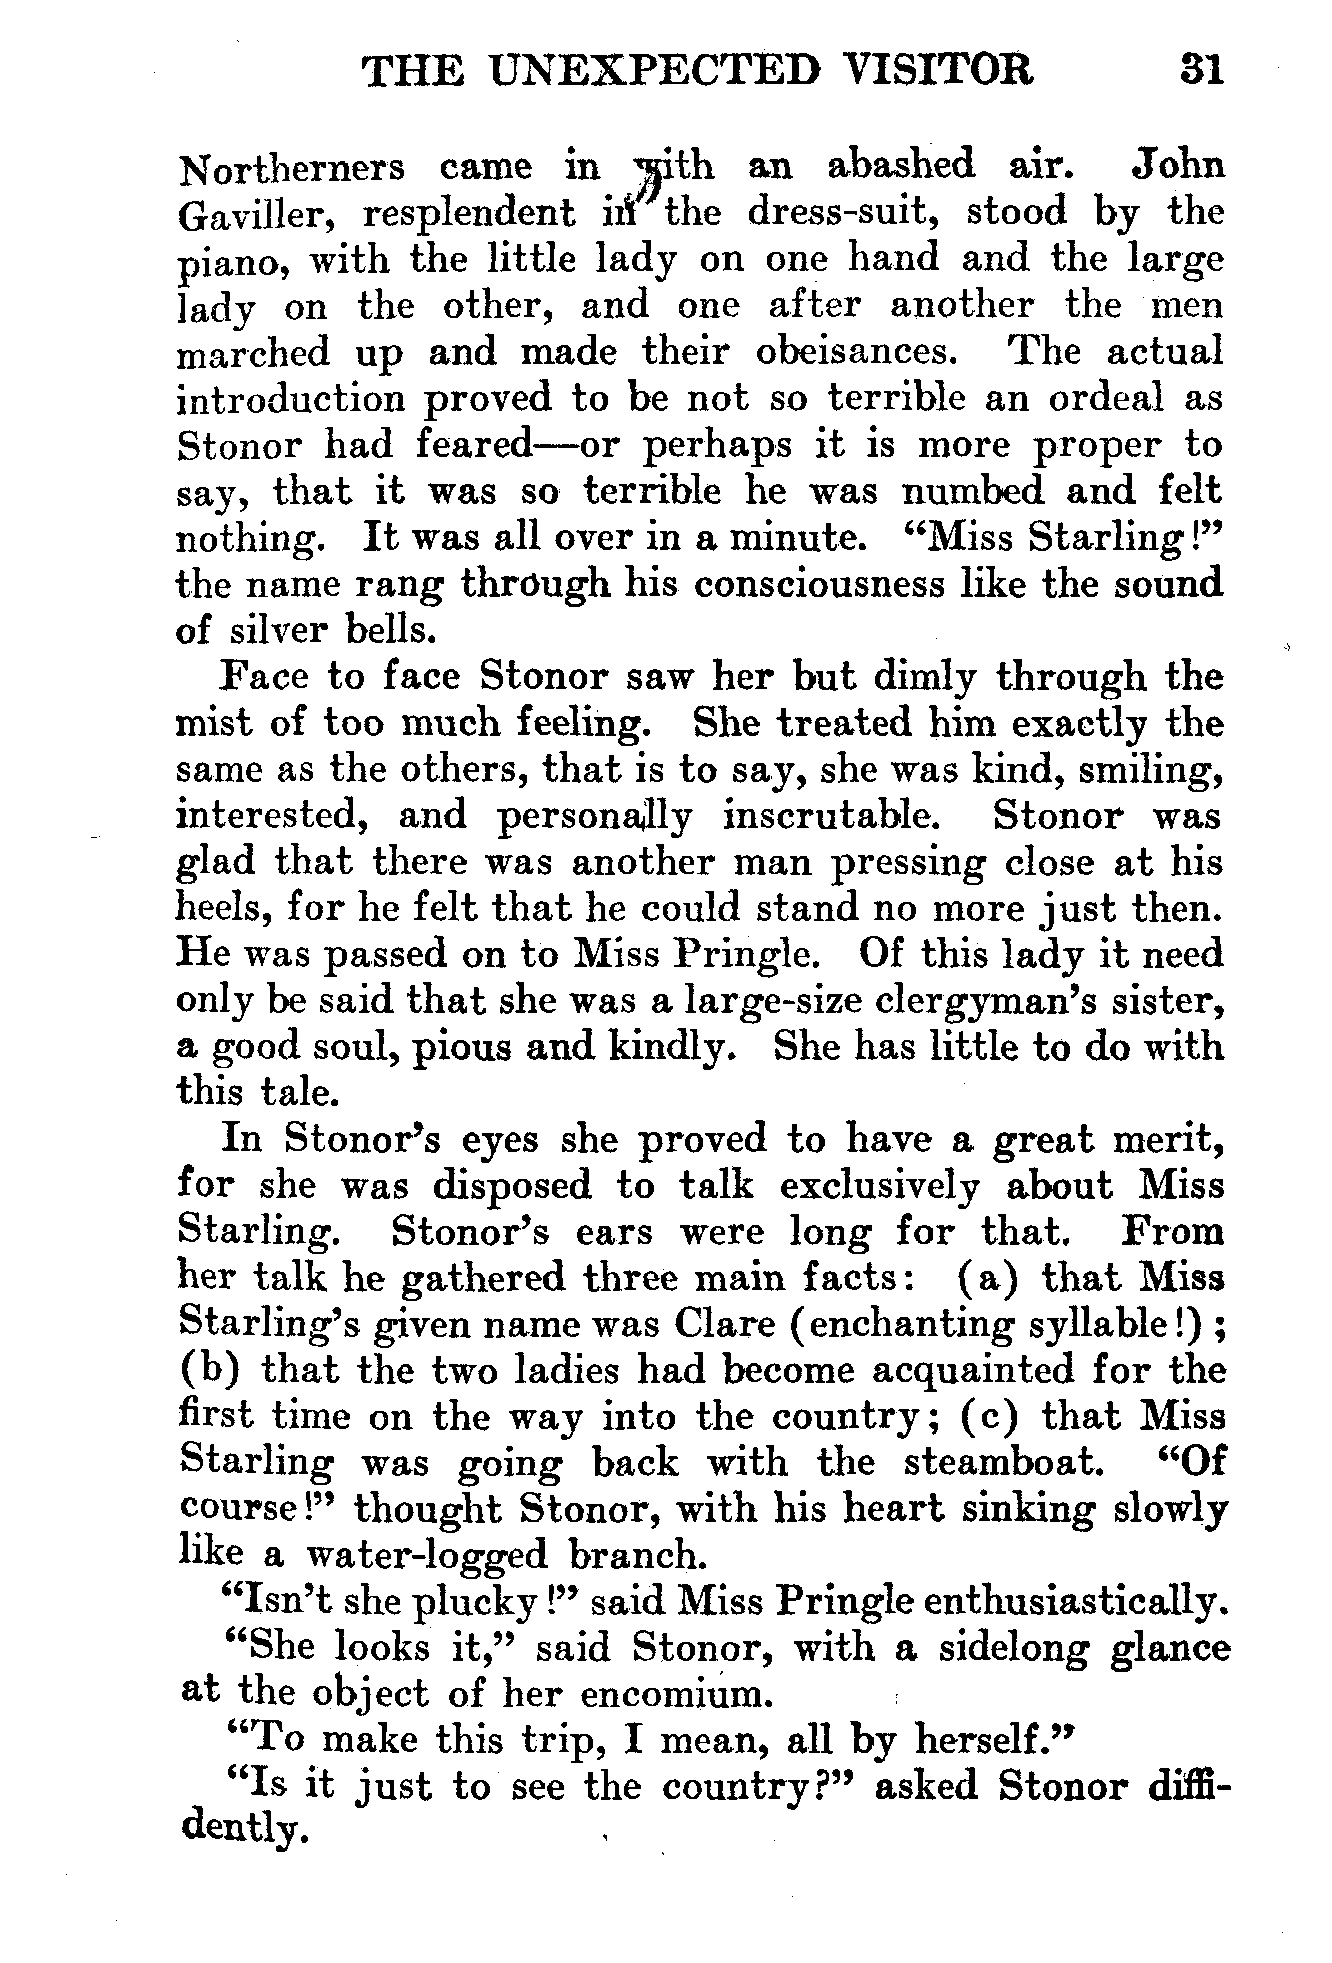 THE UNEXPECTED VISITOR 31
Northerners came in with an abashed air. John
Gaviller, resplendent in the dress-suit, stood by the
piano, with the little lady on one hand and the large
lady on the other, and one after another the men
marched up and made their obeisances. The actual
introduction proved to be not so terrible an ordeal as
Stonor had feared—or perhaps it is more proper to
say, that it was so terrible he was numbed and felt
nothing. It was all over in a minute. “Miss Starling!”
the name rang through his consciousness like the sound
of silver bells.
Face to face Stonor saw her but dimly through the
mist of too much feeling. She treated him exactly the
same as the others, that is to say, she was kind, smiling,
interested, and personally inscrutable. Stonor was
glad that there was another man pressing close at his
heels, for he felt that he could stand no more just then.
He was passed on to Miss Pringle. Of this lady it need
only be said that she was a large-size clergyman’s sister,
a good soul, pious and kindly. She has little to do with
this tale.
In Stonor’s eyes she proved to have a great merit,
for she was disposed to talk exclusively about Miss
Starling. Stonor’s ears were long for that. From
her talk he gathered three main facts: (a) that Miss
Starling’s given name was Clare (enchanting syllable!);
(b) that the two ladies had become acquainted for the
first time on the way into the country; (c) that Miss
Starling was going back with the steamboat. “Of
course!” thought Stonor, with his heart sinking slowly
like a water-logged branch.
“Isn’t she plucky!” said Miss Pringle enthusiastically.
“She looks it,” said Stonor, with a sidelong glance
at the object of her encomium.
“To make this trip, I mean, all by herself.”
“Is it just to see the country?” asked Stonor diffi-
dently.